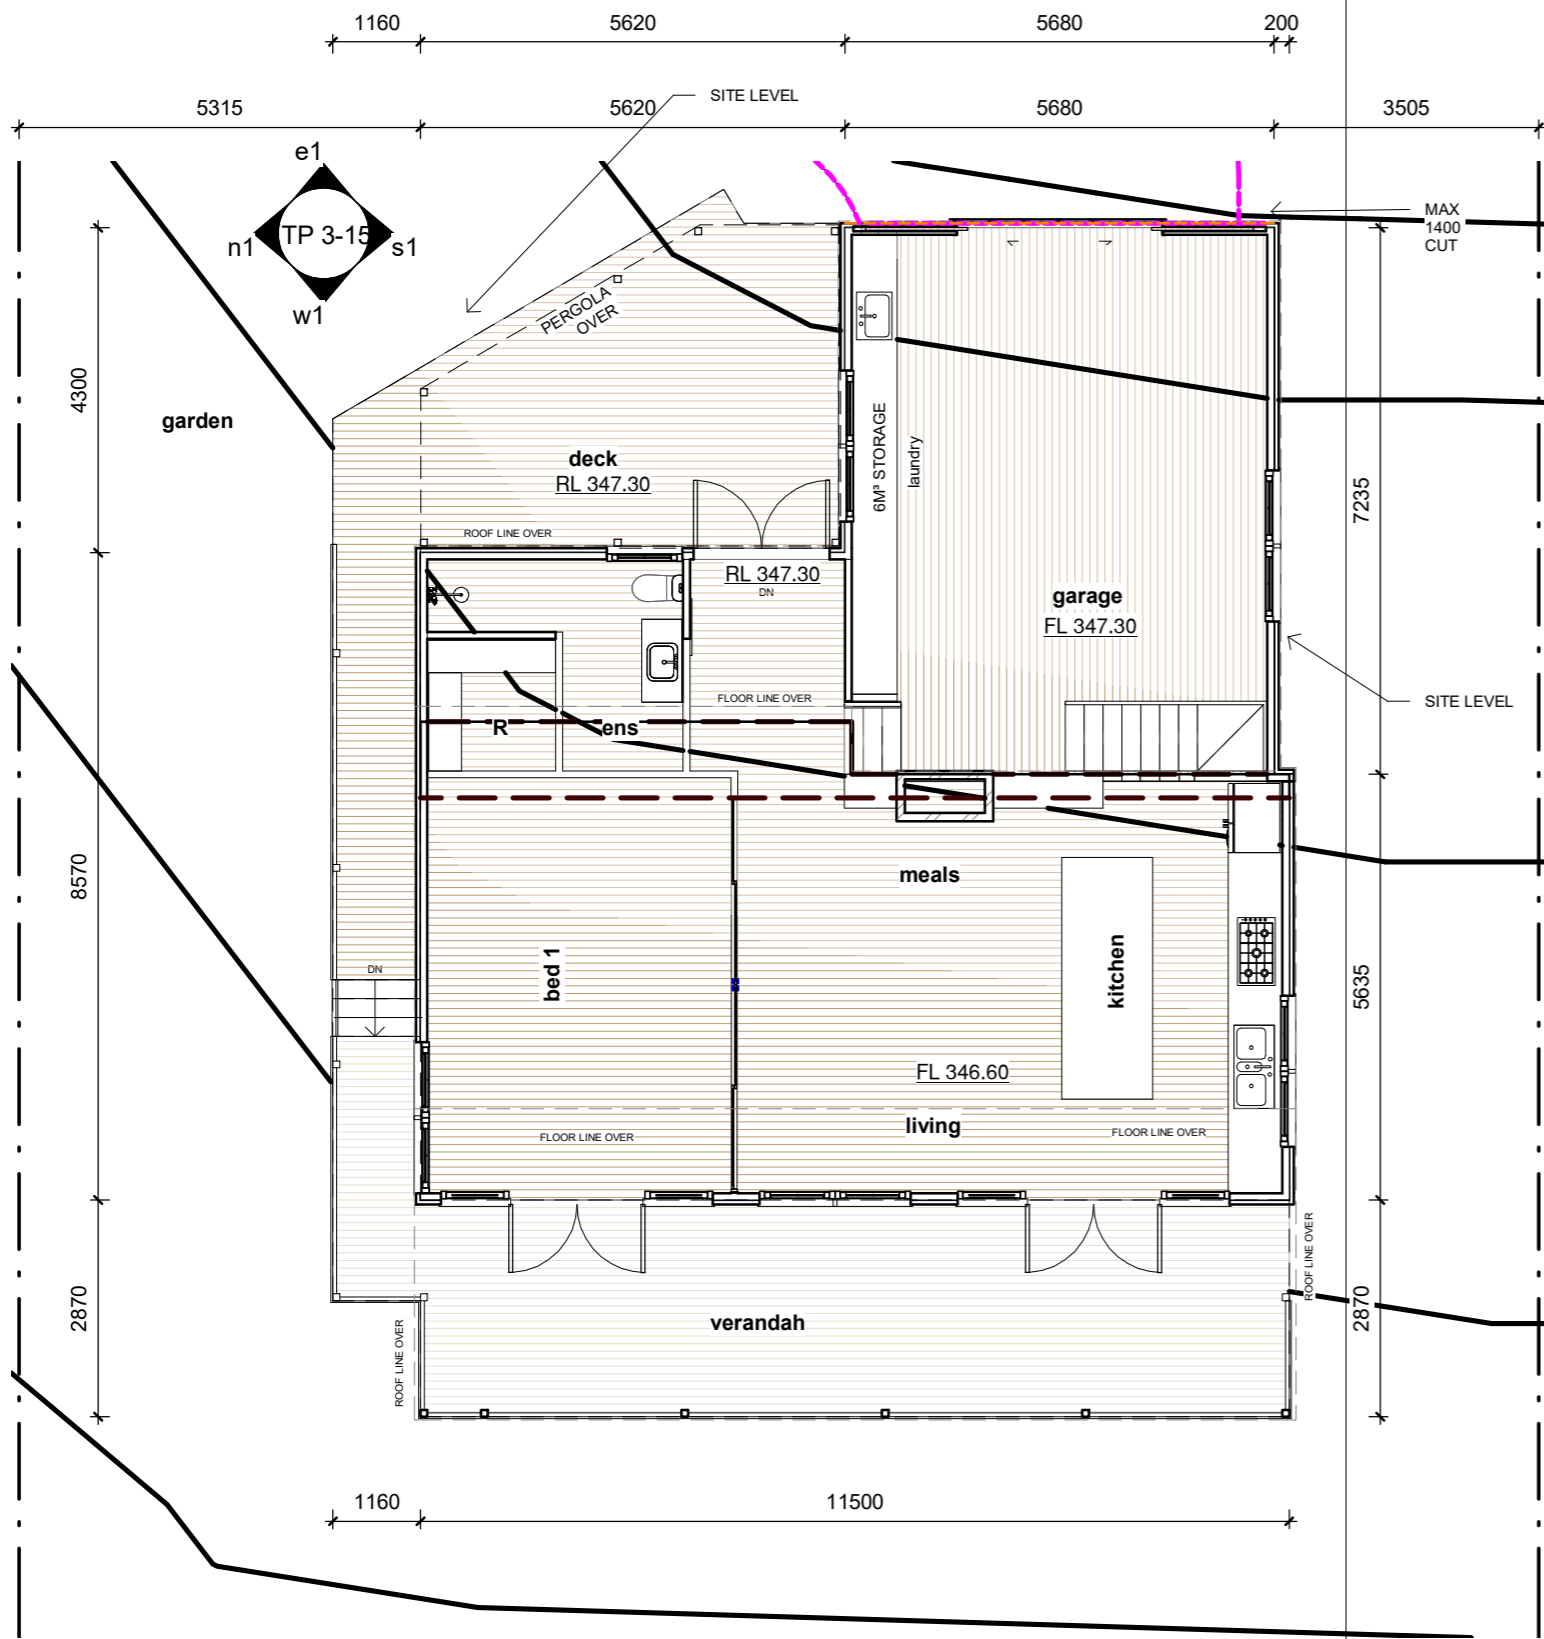 1160
5620
5680
200
SITE LEVEL
5315
5620
5680
3505
e1
n1
TP 3-15
s1
w1
MAX
1400
CUT
PERGOLA
OVER
4300
garden
deck
RL 347.30
6M³ STORAGE
laundry
7235
ROOF LINE OVER
RL 347.30
DN
garage
FL 347.30
FLOOR LINE OVER
SITE LEVEL
R
ens
8570
meals
bed 1
kitchen
5635
DN
FL 346.60
living
FLOOR LINE OVER
FLOOR LINE OVER
ROOF LINE OVER
2870
2870
verandah
ROOF LINE OVER
1160
11500